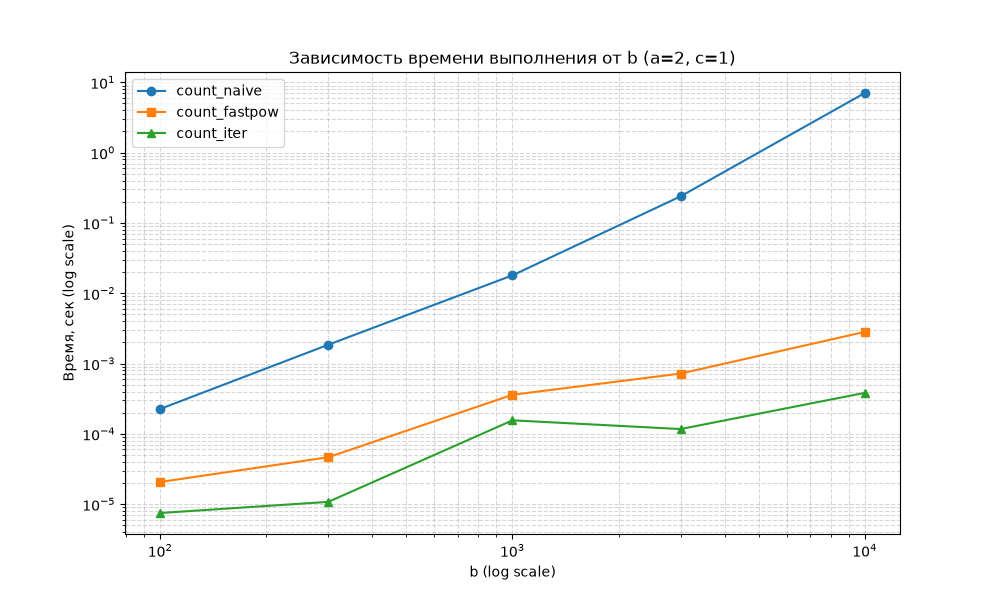 Зависимость времени выполнения от b (a=2, c=1)
count_naive
count_fastpow
count_iter
Время, сек (log scale)
10¹
10⁰
10⁻¹
10⁻²
10⁻³
10⁻⁴
10⁻⁵
10²
10³
10⁴
b (log scale)